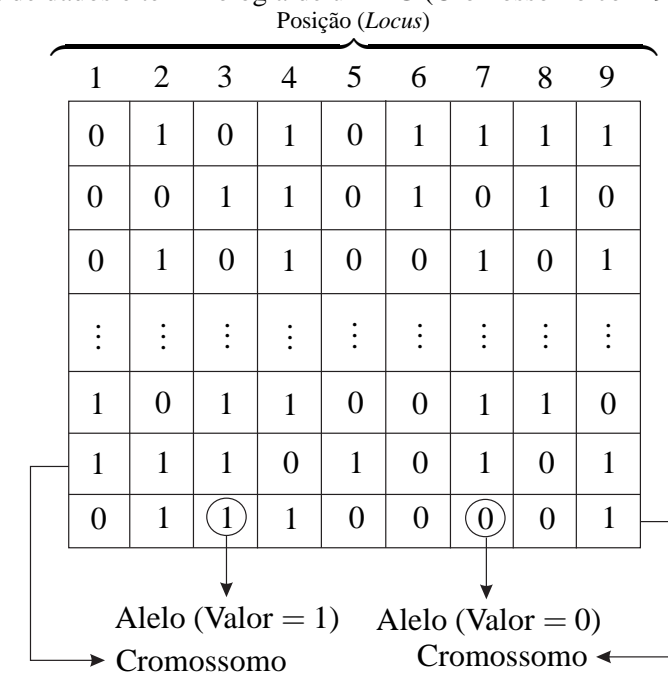 Posição (Locus)
1 2 3 4 5 6 7 8 9
0 1 0 1 0 1 1 1 1
0 0 1 1 0 1 0 1 0
0 1 0 1 0 0 1 0 1
⋮ ⋮ ⋮ ⋮ ⋮ ⋮ ⋮ ⋮ ⋮
1 0 1 1 0 0 1 1 0
1 1 1 0 1 0 1 0 1
0 1 1 1 0 0 0 0 1
Alelo (Valor = 1) Alelo (Valor = 0)
Cromossomo Cromossomo